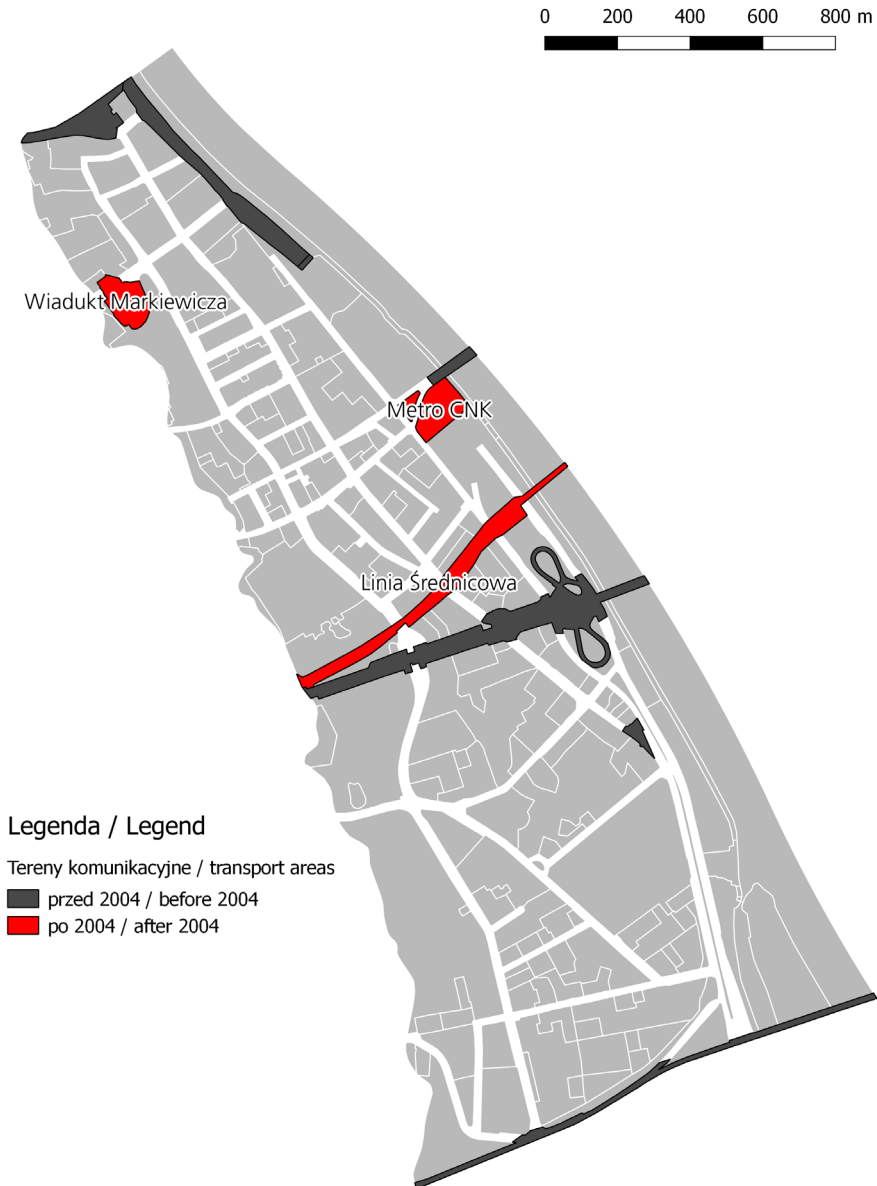 0 200 400 600 800 m
Wiadukt Markiewicza
Metro CNK
Linia Średnicowa
Legenda / Legend
Tereny komunikacyjne / transport areas
przed 2004 / before 2004
po 2004 / after 2004